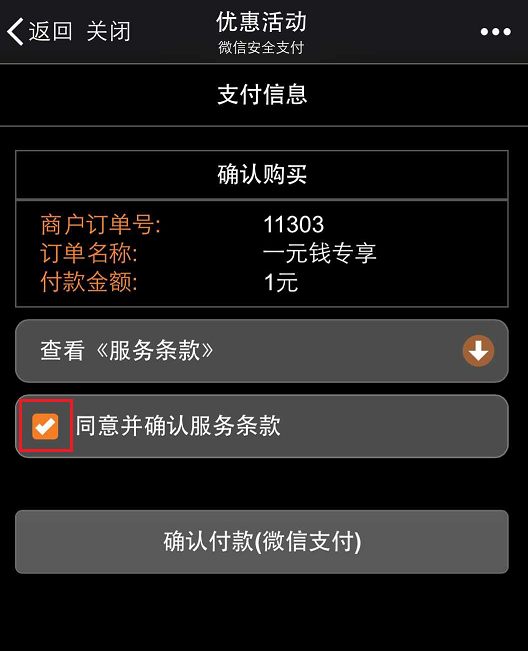 返回 关闭 优惠活动
微信安全支付
支付信息
确认购买
商户订单号: 11303
订单名称: 一元钱专享
付款金额: 1元
查看《服务条款》
同意并确认服务条款
确认付款(微信支付)